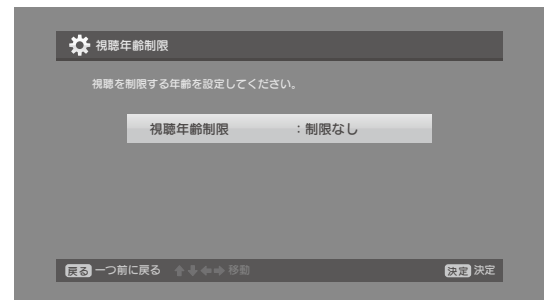 視聴年齢制限
視聴を制限する年齢を設定してください。
視聴年齢制限 ：制限なし
戻る 一つ前に戻る 移動 決定 決定